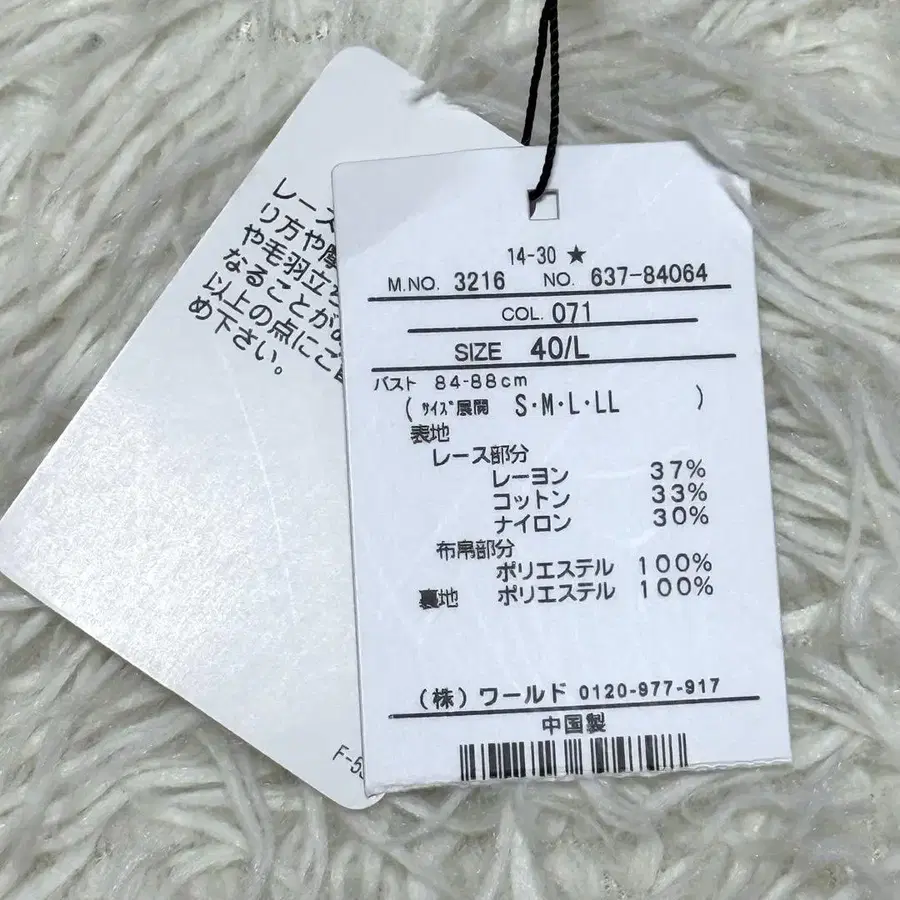 14-30 ★
M.NO. 3216 NO. 637-84064
COL. 071
SIZE 40/L
バスト 84-88cm
(サイズ展開 S・M・L・LL )
表地
レース部分
レーヨン 37%
コットン 33%
ナイロン 30%
布帛部分
ポリエステル 100%
裏地 ポリエステル 100%
(株)ワールド 0120-977-917
中国製
レース
り方や摩
や毛羽立
なることが
以上の点にご
め下さい。